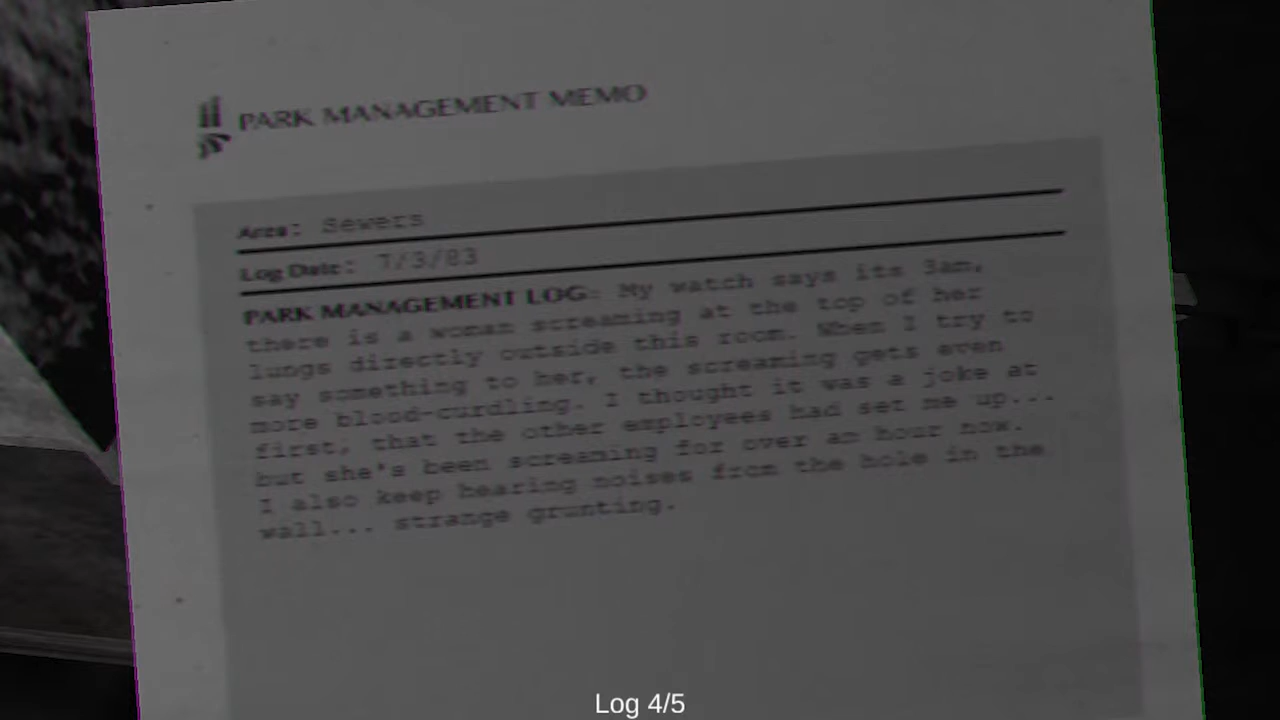 PARK MANAGEMENT MEMO
Area: Sewers
Log Date: 7/3/83
PARK MANAGEMENT LOG: My watch says its 3am,
there is a woman screaming at the top of her
lungs directly outside this room. When I try to
say something to her, the screaming gets even
more blood-curdling. I thought it was a joke at
first, that the other employees had set me up...
but she's been screaming for over an hour now.
I also keep hearing noises from the hole in the
wall... strange grunting.
Log 4/5